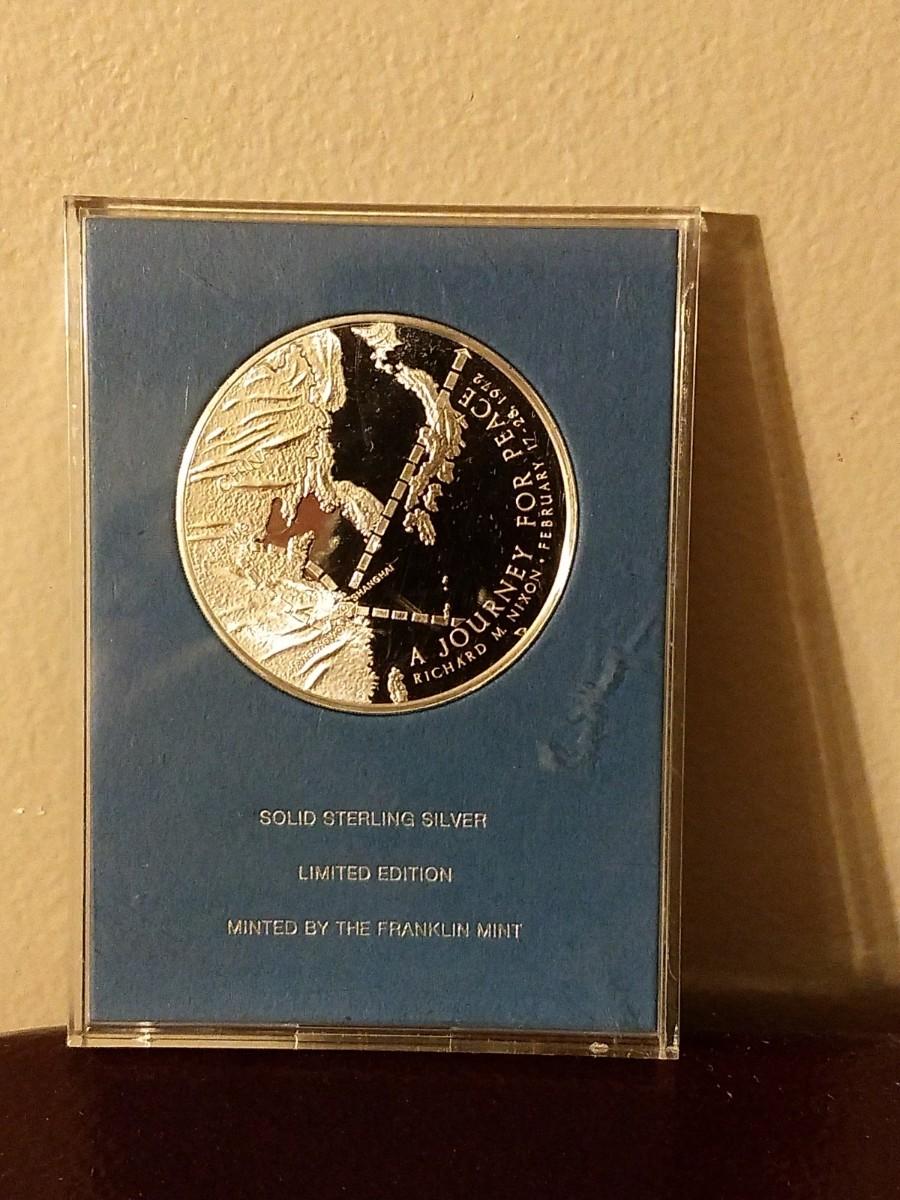 A JOURNEY FOR PEACE
RICHARD M. NIXON • FEBRUARY 17-28, 1972
SHANGHAI
SOLID STERLING SILVER
LIMITED EDITION
MINTED BY THE FRANKLIN MINT